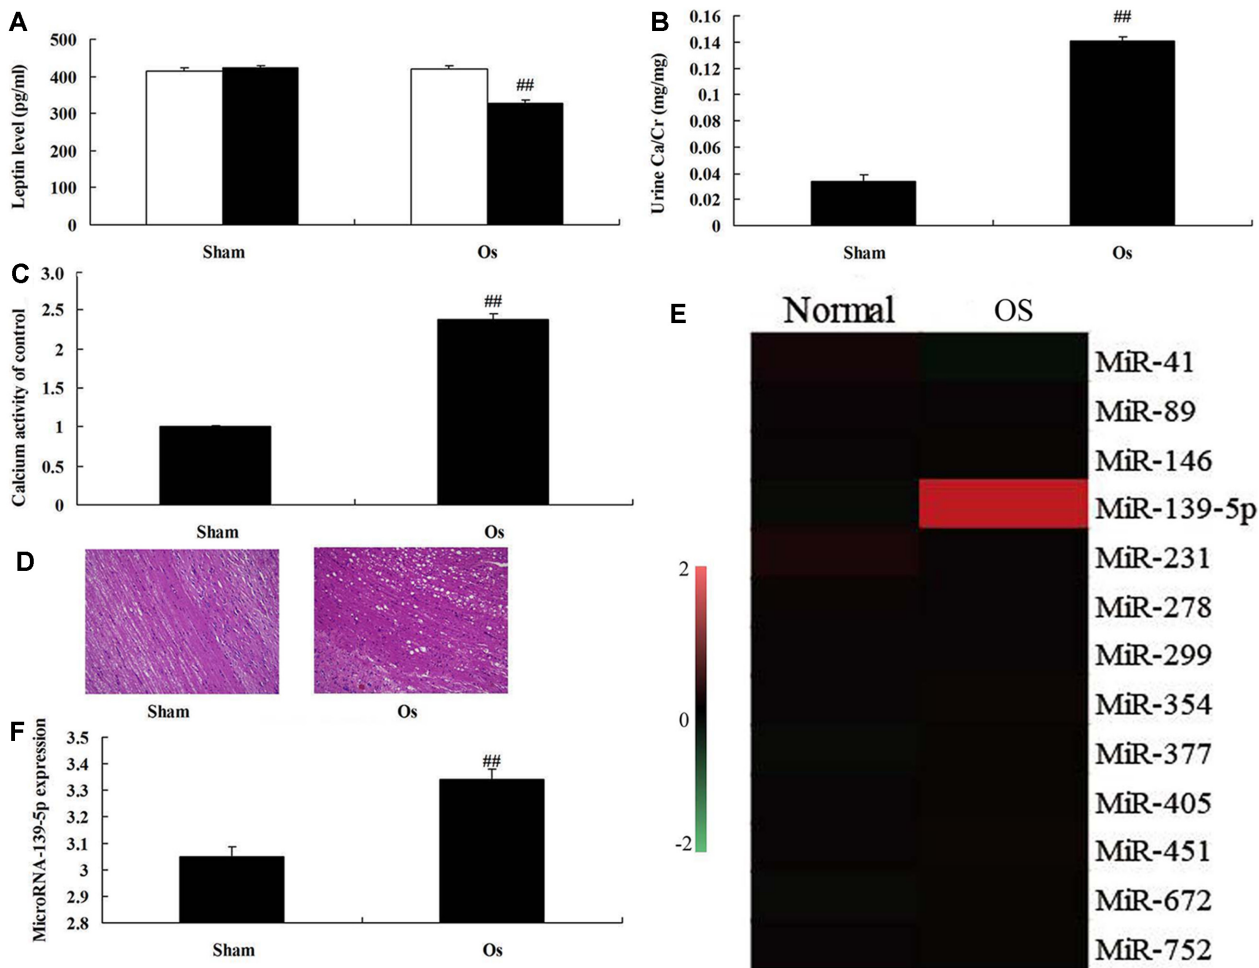 A
Leptin level (pg/ml)
500
400
300
200
100
0
##
Sham
Os
B
Urine Ca/Cr (mg/mg)
0.16
0.14
0.12
0.1
0.08
0.06
0.04
0.02
0
##
Sham
Os
C
Calcium activity of control
3.0
2.5
2
1.5
1
0.5
0
##
Sham
Os
D
Sham
Os
E
Normal
OS
MiR-41
MiR-89
MiR-146
MiR-139-5p
MiR-231
MiR-278
MiR-299
MiR-354
MiR-377
MiR-405
MiR-451
MiR-672
MiR-752
2
0
-2
F
MicroRNA-139-5p expression
3.5
3.4
3.3
3.2
3.1
3
2.9
2.8
##
Sham
Os